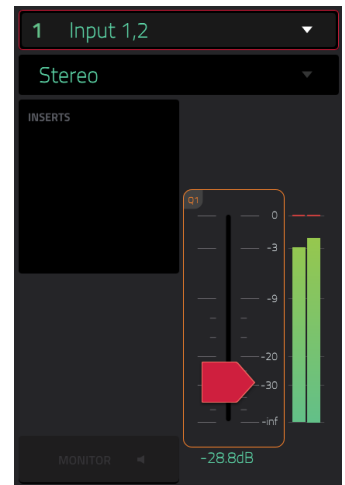 1 Input 1,2
Stereo
INSERTS
Q1
0
-3
-9
-20
-30
-inf
MONITOR
-28.8dB